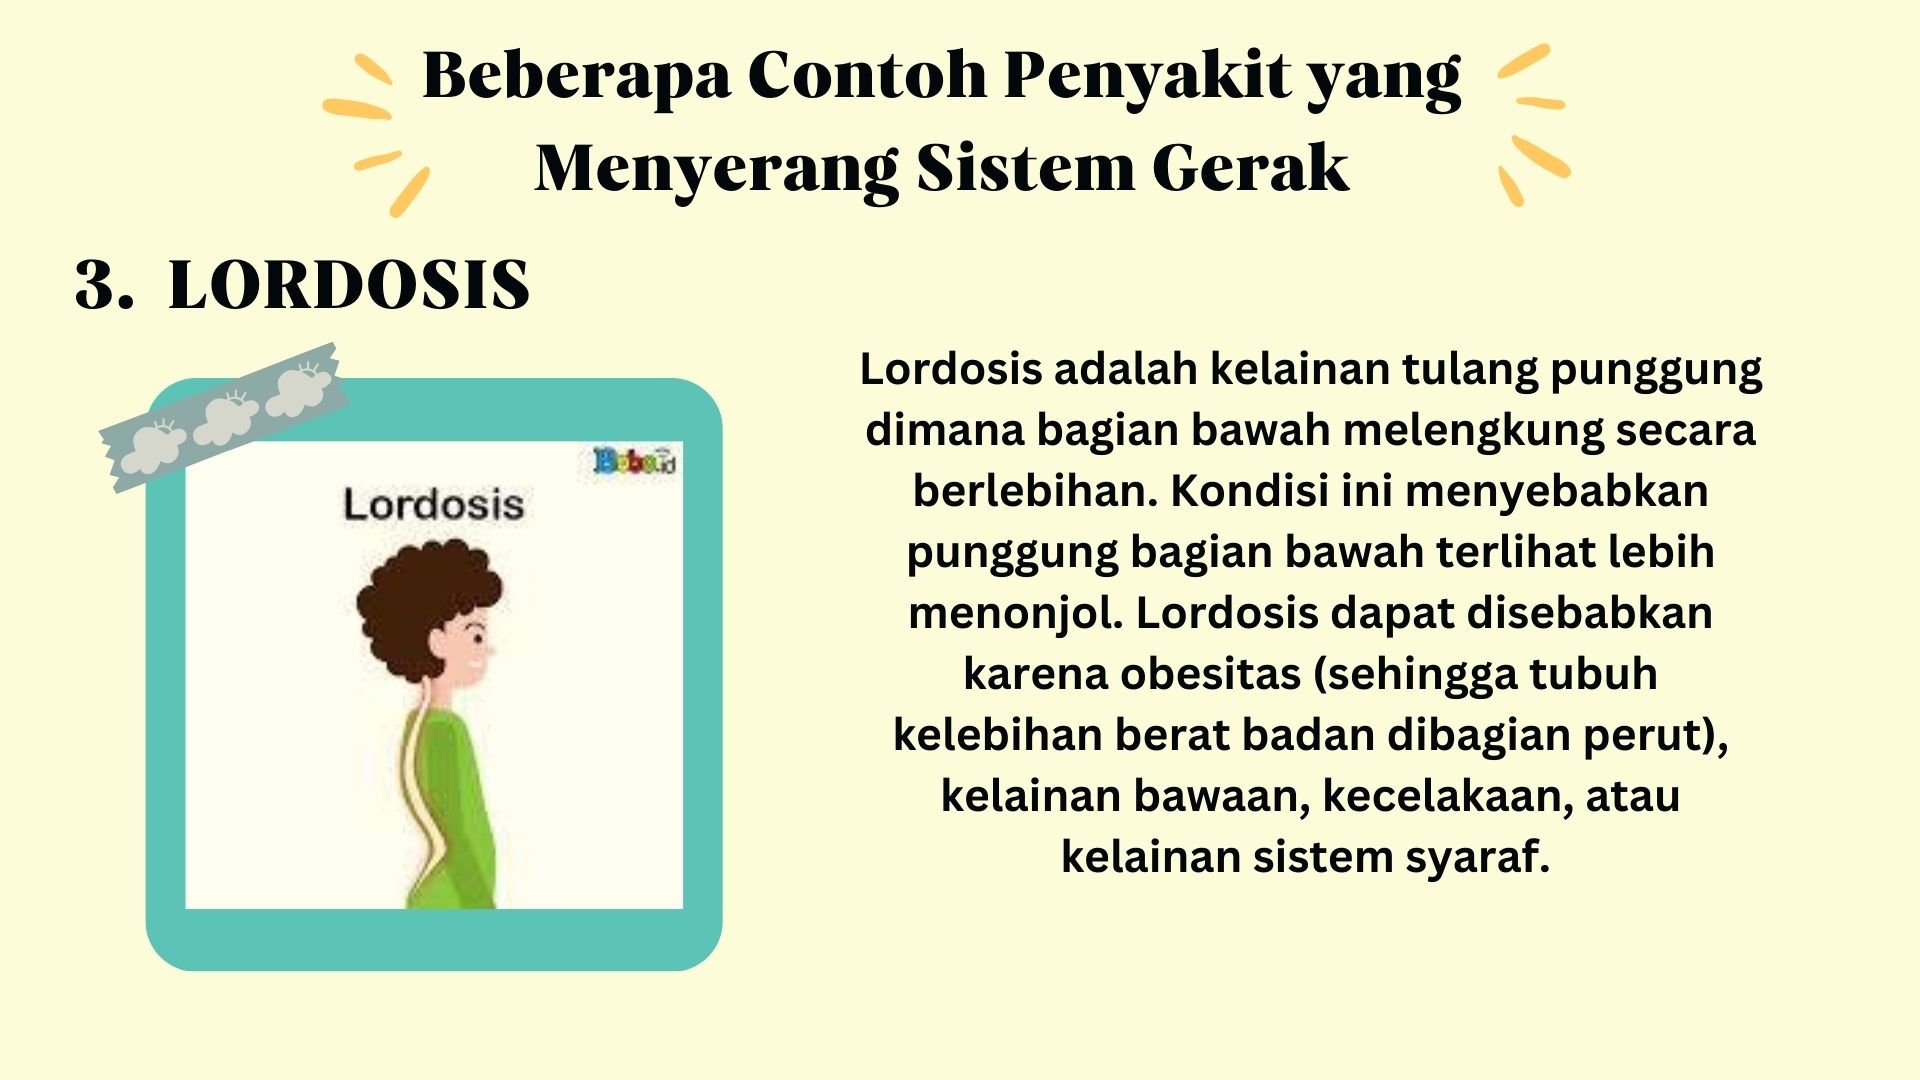 Beberapa Contoh Penyakit yang
Menyerang Sistem Gerak
3. LORDOSIS
Bobo.id
Lordosis
Lordosis adalah kelainan tulang punggung
dimana bagian bawah melengkung secara
berlebihan. Kondisi ini menyebabkan
punggung bagian bawah terlihat lebih
menonjol. Lordosis dapat disebabkan
karena obesitas (sehingga tubuh
kelebihan berat badan dibagian perut),
kelainan bawaan, kecelakaan, atau
kelainan sistem syaraf.